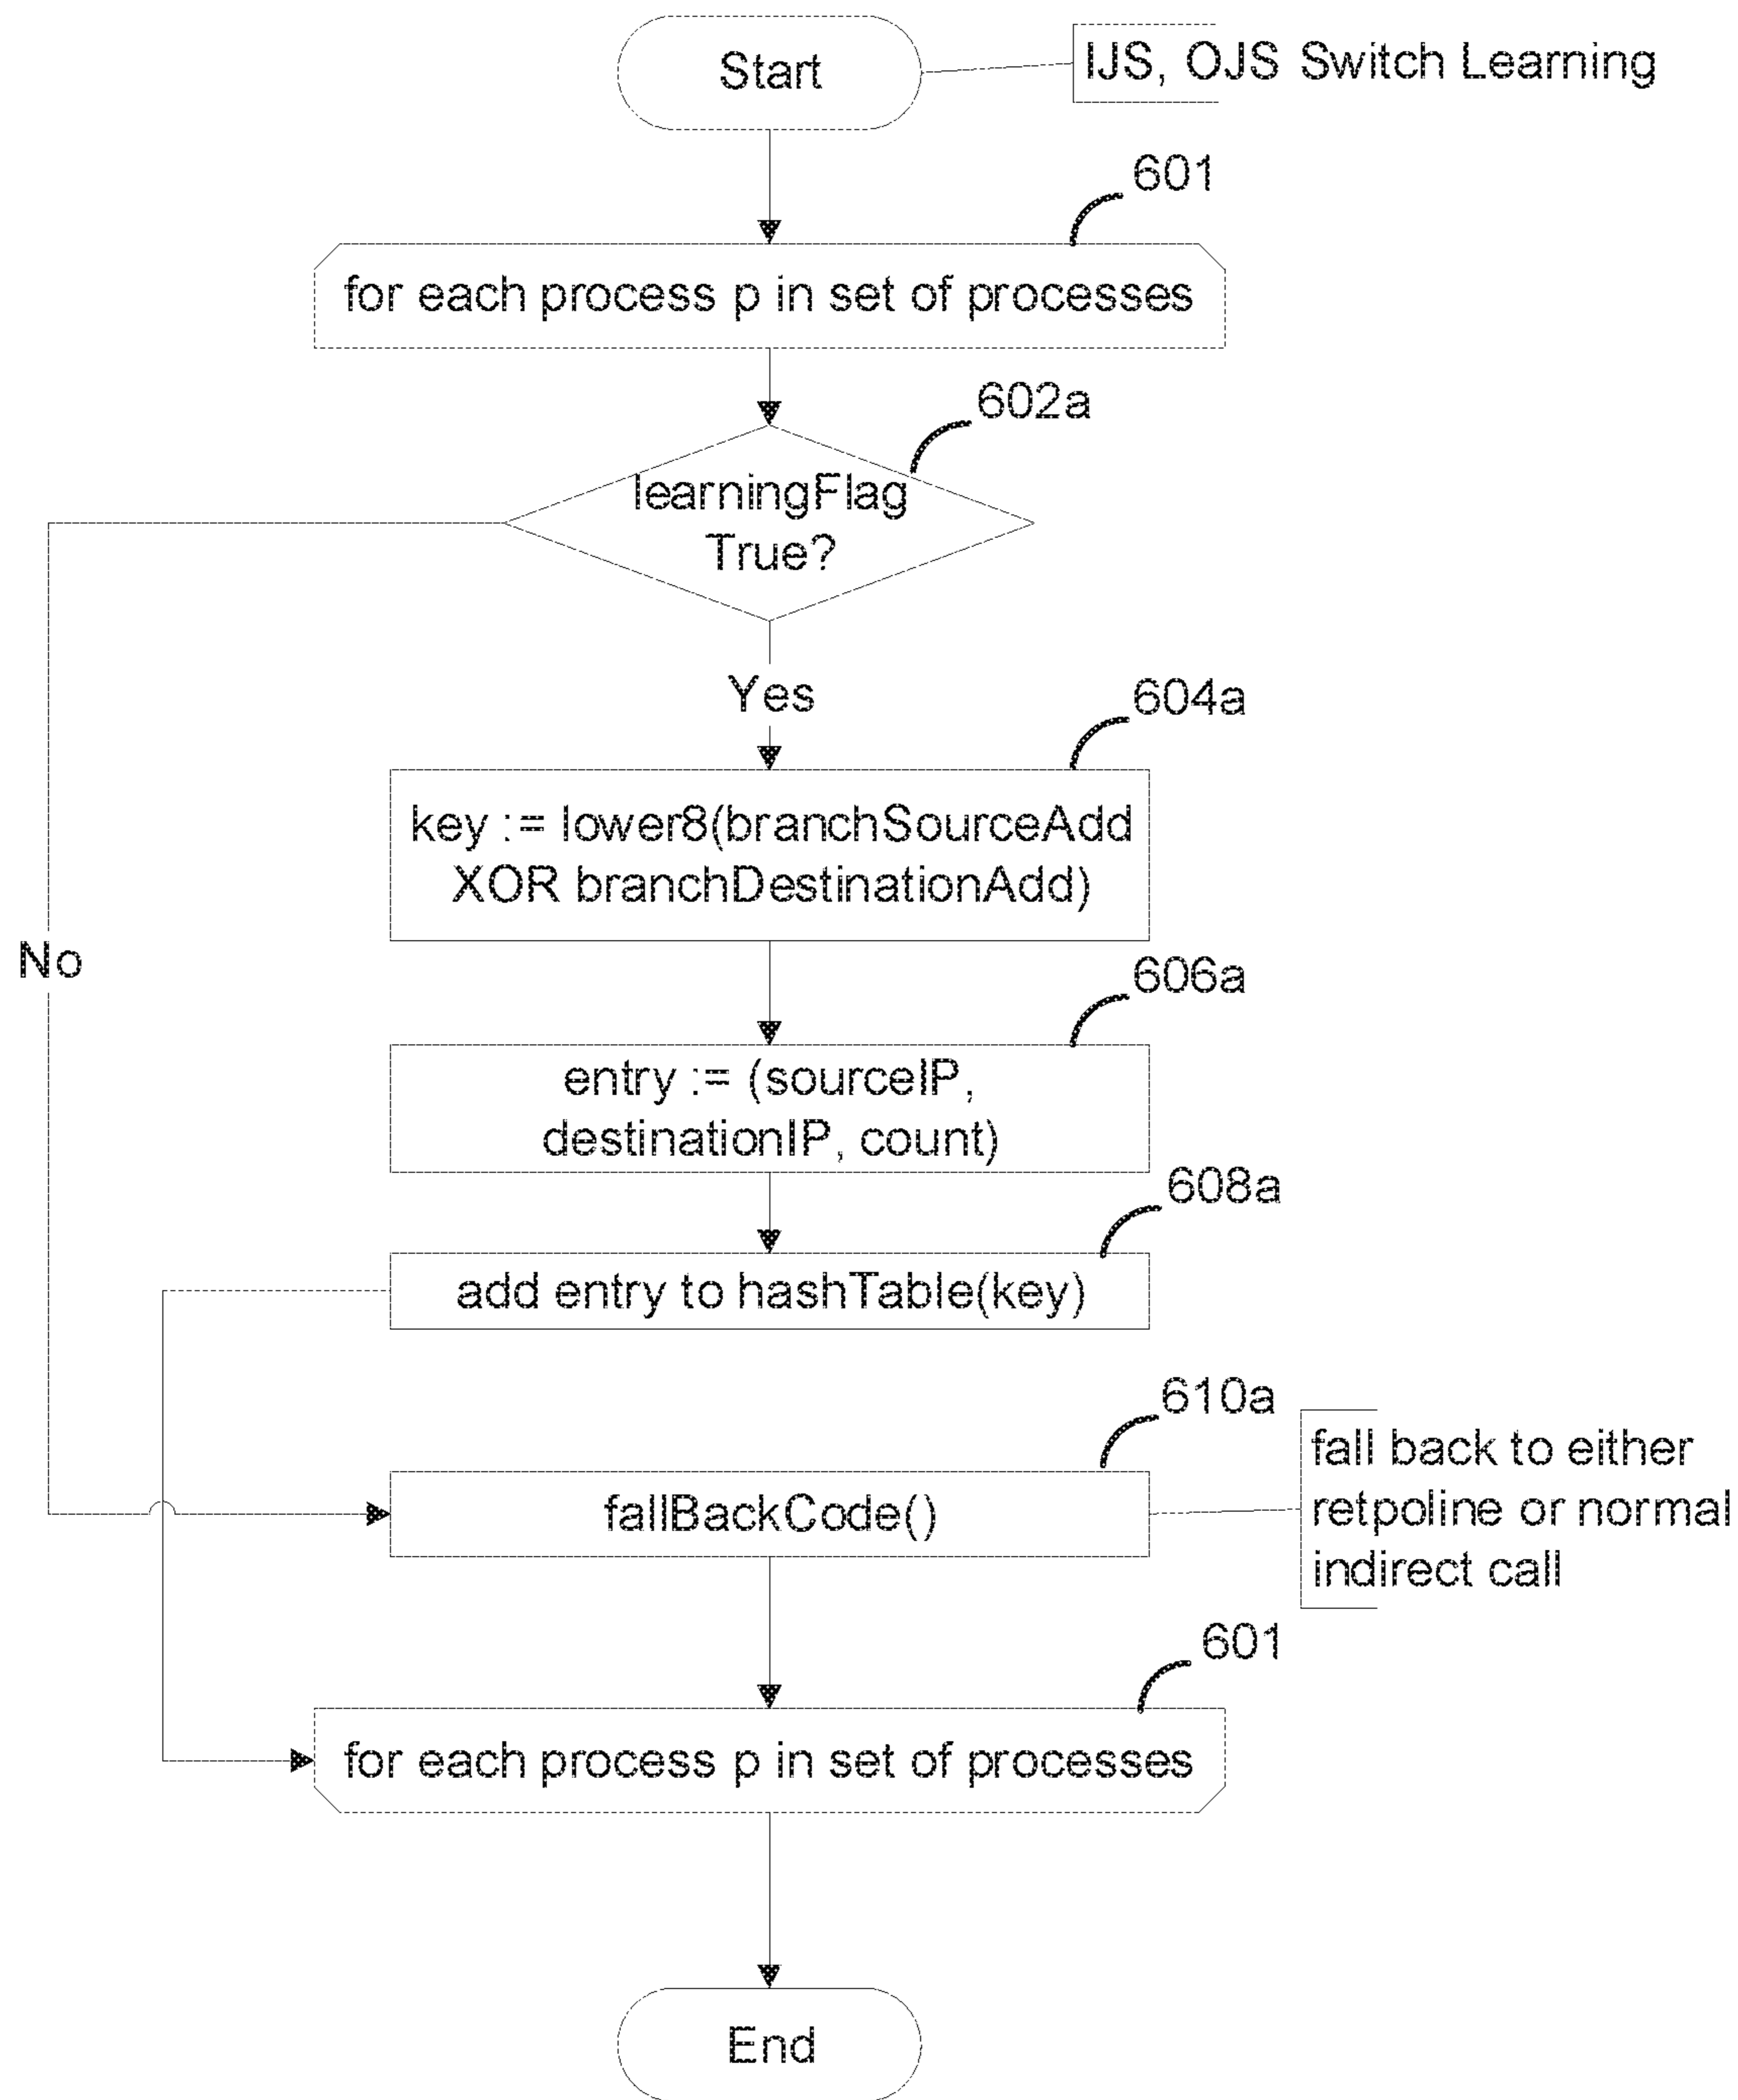 Start
IJS, OJS Switch Learning
601
for each process p in set of processes
602a
learningFlag
True?
Yes
604a
key := lower8(branchSourceAdd
XOR branchDestinationAdd)
No
606a
entry := (sourceIP,
destinationIP, count)
608a
add entry to hashTable(key)
610a
fallBackCode()
fall back to either
retpoline or normal
indirect call
601
for each process p in set of processes
End